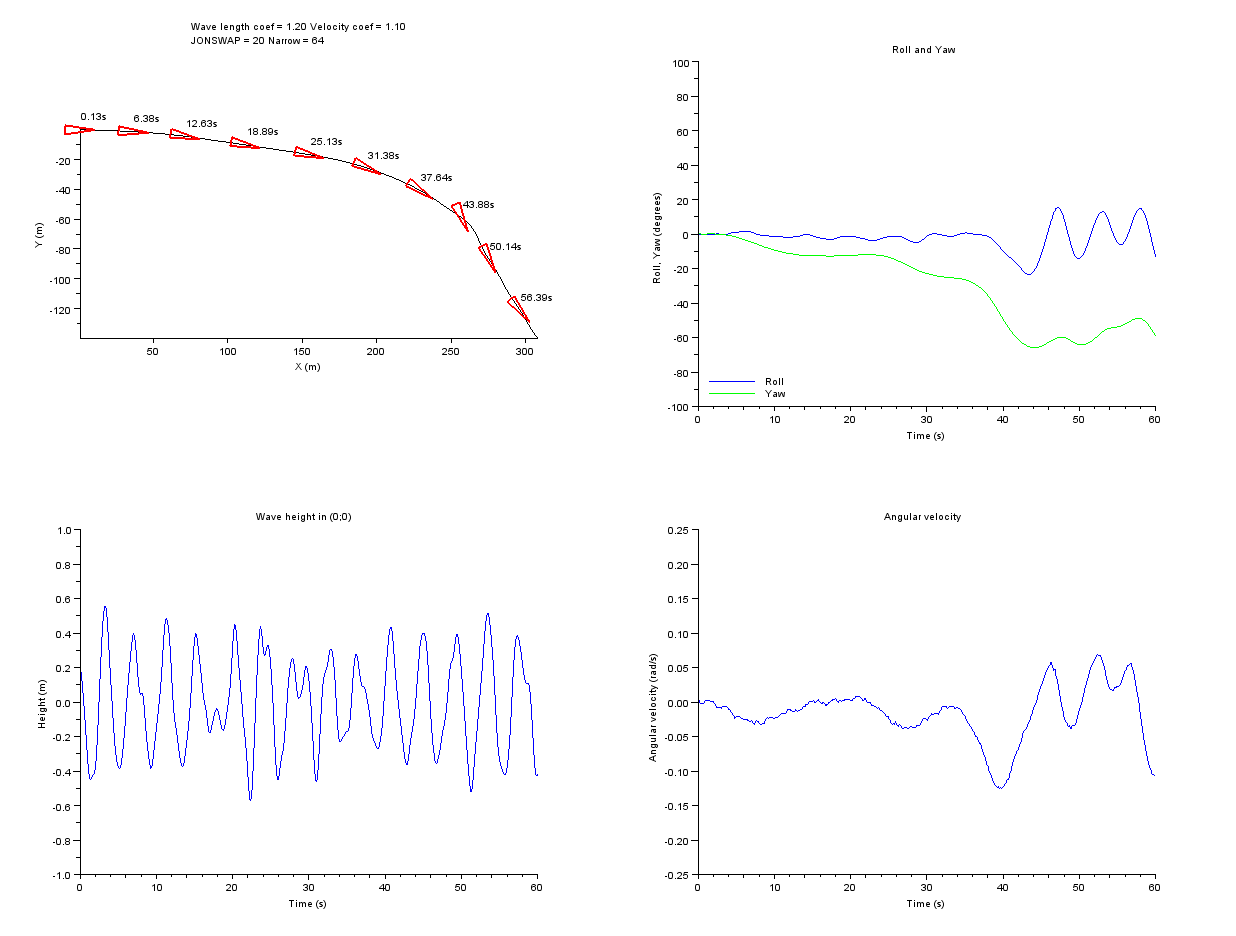 Wave length coef = 1.20 Velocity coef = 1.10
JONSWAP = 20 Narrow = 64
0.13s
6.38s
12.63s
18.89s
25.13s
31.38s
37.64s
43.88s
50.14s
56.39s
-20
-40
-60
-80
-100
-120
Y (m)
50 100 150 200 250 300
X (m)
Roll and Yaw
100
80
60
40
20
0
-20
-40
-60
-80
-100
Roll, Yaw (degrees)
Roll
Yaw
0 10 20 30 40 50 60
Time (s)
Wave height in (0;0)
1.0
0.8
0.6
0.4
0.2
0.0
-0.2
-0.4
-0.6
-0.8
-1.0
Height (m)
0 10 20 30 40 50 60
Time (s)
Angular velocity
0.25
0.20
0.15
0.10
0.05
0.00
-0.05
-0.10
-0.15
-0.20
-0.25
Angular velocity (rad/s)
0 10 20 30 40 50 60
Time (s)